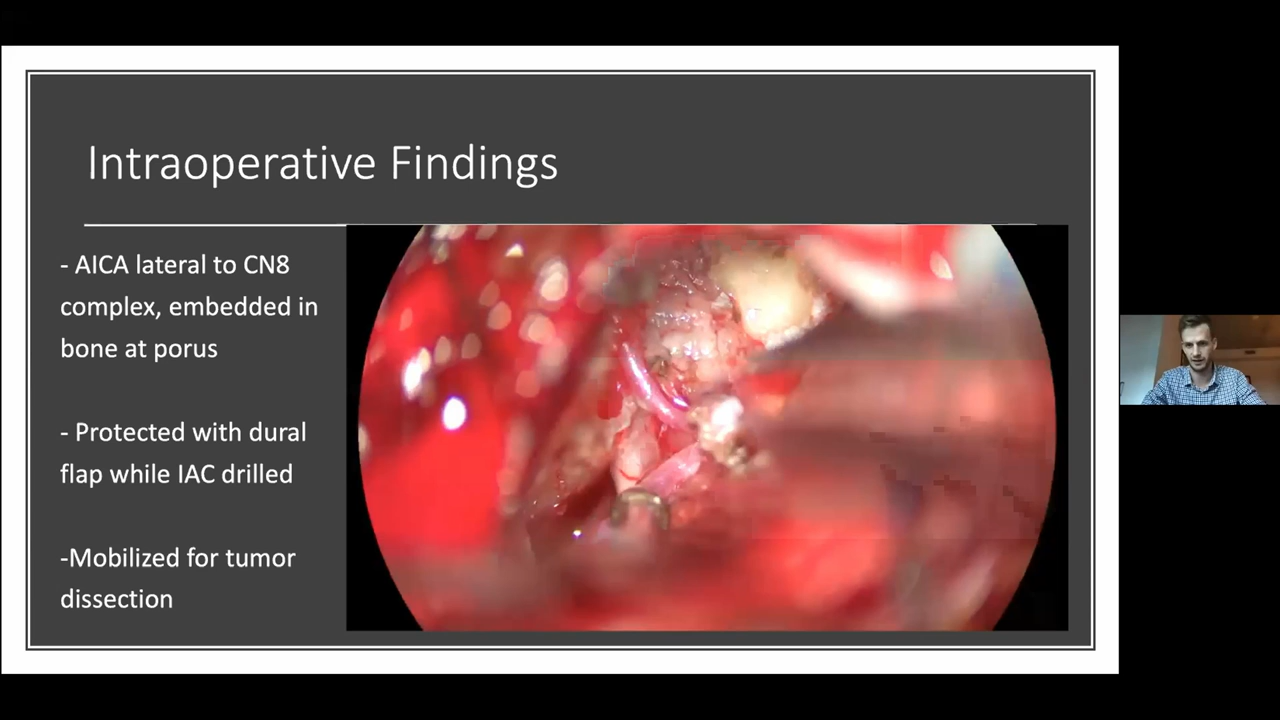 Intraoperative Findings
- AICA lateral to CN8
complex, embedded in
bone at porus
- Protected with dural
flap while IAC drilled
-Mobilized for tumor
dissection